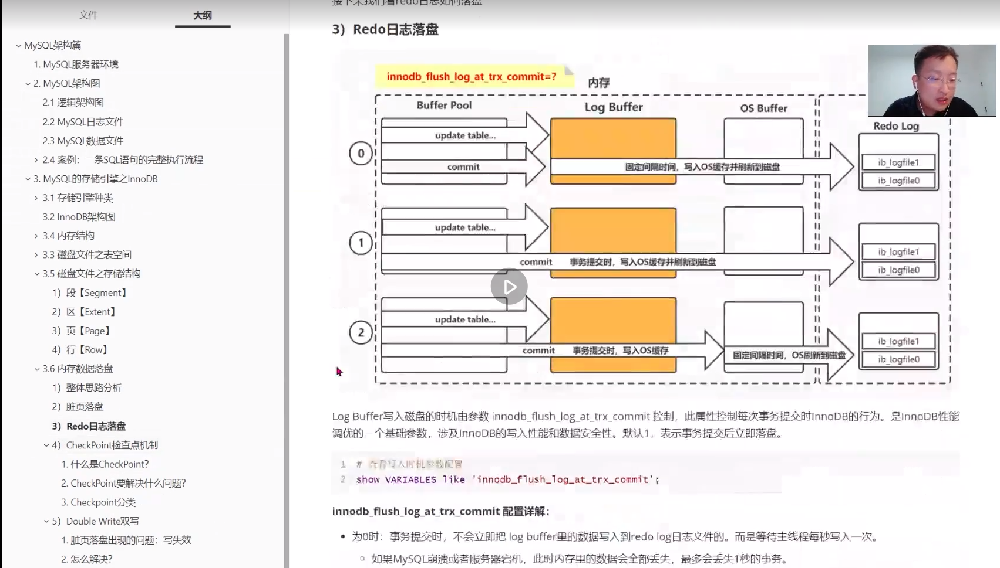 文件
大纲
MySQL架构篇
1. MySQL服务器环境
2. MySQL架构图
2.1 逻辑架构图
2.2 MySQL日志文件
2.3 MySQL数据文件
2.4 案例：一条SQL语句的完整执行流程
3. MySQL的存储引擎之InnoDB
3.1 存储引擎种类
3.2 InnoDB架构图
3.4 内存结构
3.3 磁盘文件之表空间
3.5 磁盘文件之存储结构
1）段【Segment】
2）区【Extent】
3）页【Page】
4）行【Row】
3.6 内存数据落盘
1）整体思路分析
2）脏页落盘
3）Redo日志落盘
4）CheckPoint检查点机制
1. 什么是CheckPoint？
2. CheckPoint要解决什么问题？
3. Checkpoint分类
5）Double Write双写
1. 脏页落盘出现的问题：写失效
2. 怎么解决？
接下来我们看redo日志如何落盘
3）Redo日志落盘
innodb_flush_log_at_trx_commit=?
内存
Buffer Pool
Log Buffer
OS Buffer
Redo Log
0
update table...
commit
固定间隔时间，写入OS缓存并刷新到磁盘
ib_logfile1
ib_logfile0
1
update table...
commit 事务提交时，写入OS缓存并刷新到磁盘
ib_logfile1
ib_logfile0
2
update table...
commit 事务提交时，写入OS缓存
固定间隔时间，OS刷新到磁盘
ib_logfile1
ib_logfile0
Log Buffer写入磁盘的时机由参数 innodb_flush_log_at_trx_commit 控制，此属性控制每次事务提交时InnoDB的行为。是InnoDB性能
调优的一个基础参数，涉及InnoDB的写入性能和数据安全性。默认1，表示事务提交后立即落盘。
1 # 查看写入时机参数配置
2 show VARIABLES like 'innodb_flush_log_at_trx_commit';
innodb_flush_log_at_trx_commit 配置详解：
为0时：事务提交时，不会立即把 log buffer里的数据写入到redo log日志文件的。而是等待主线程每秒写入一次。
如果MySQL崩溃或者服务器宕机，此时内存里的数据会全部丢失，最多会丢失1秒的事务。